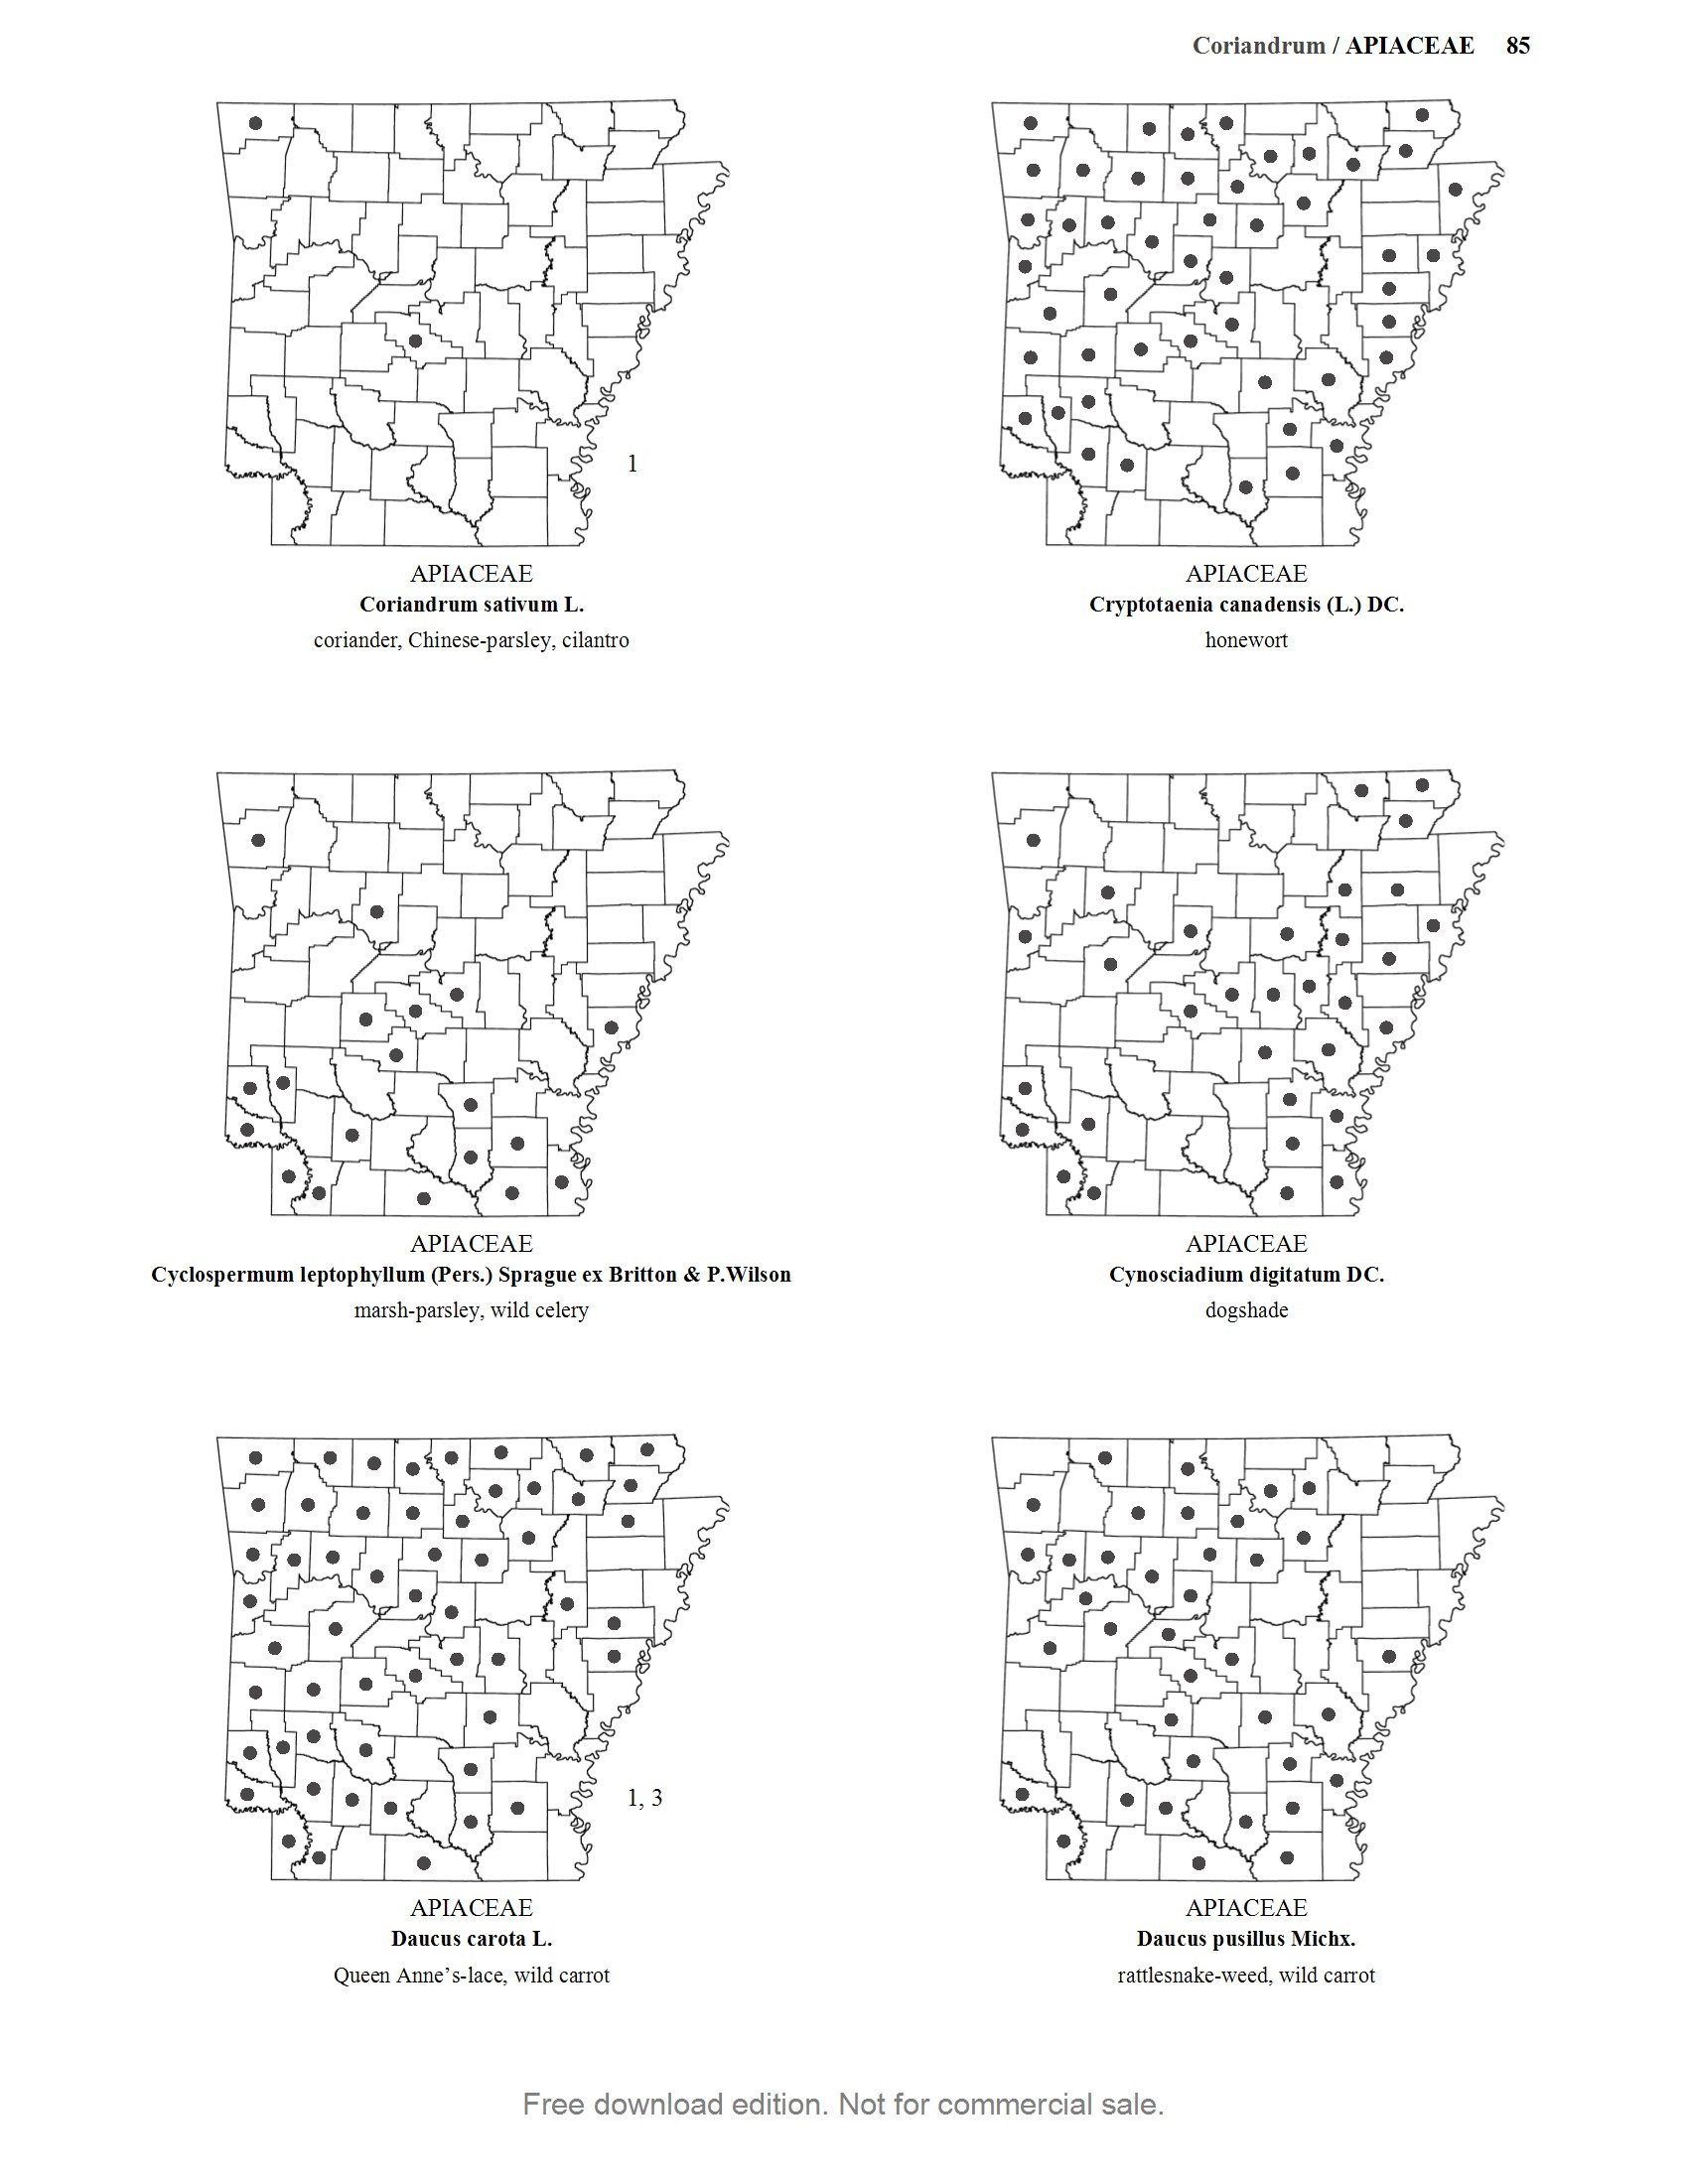 Coriandrum / APIACEAE 85
1
APIACEAE
Coriandrum sativum L.
coriander, Chinese-parsley, cilantro
APIACEAE
Cryptotaenia canadensis (L.) DC.
honewort
APIACEAE
Cyclospermum leptophyllum (Pers.) Sprague ex Britton & P.Wilson
marsh-parsley, wild celery
APIACEAE
Cynosciadium digitatum DC.
dogshade
1, 3
APIACEAE
Daucus carota L.
Queen Anne’s-lace, wild carrot
APIACEAE
Daucus pusillus Michx.
rattlesnake-weed, wild carrot
Free download edition. Not for commercial sale.